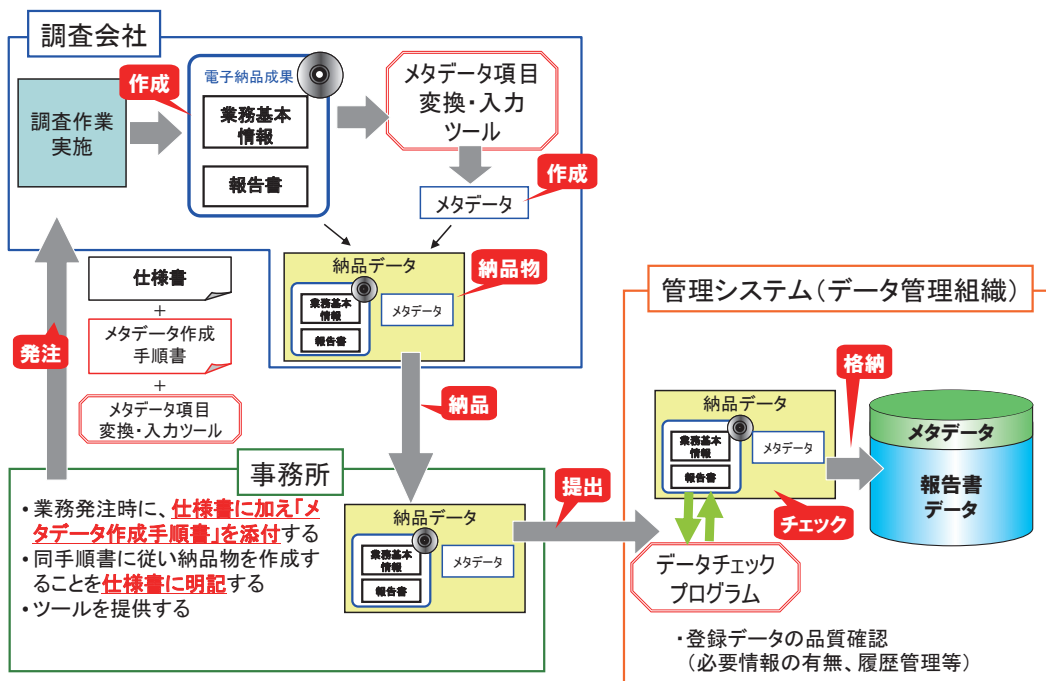 調査会社
調査作業
実施
作成
電子納品成果
業務基本
情報
報告書
メタデータ項目
変換・入力
ツール
作成
メタデータ
納品データ
業務基本
情報
報告書
メタデータ
納品物
仕様書
+
メタデータ作成
手順書
+
メタデータ項目
変換・入力ツール
発注
納品
事務所
・業務発注時に、仕様書に加え「メ
タデータ作成手順書」を添付する
・同手順書に従い納品物を作成す
ることを仕様書に明記する
・ツールを提供する
納品データ
業務基本
情報
報告書
メタデータ
提出
管理システム(データ管理組織)
納品データ
業務基本
情報
報告書
メタデータ
格納
チェック
データチェック
プログラム
メタデータ
報告書
データ
・登録データの品質確認
(必要情報の有無、履歴管理等)